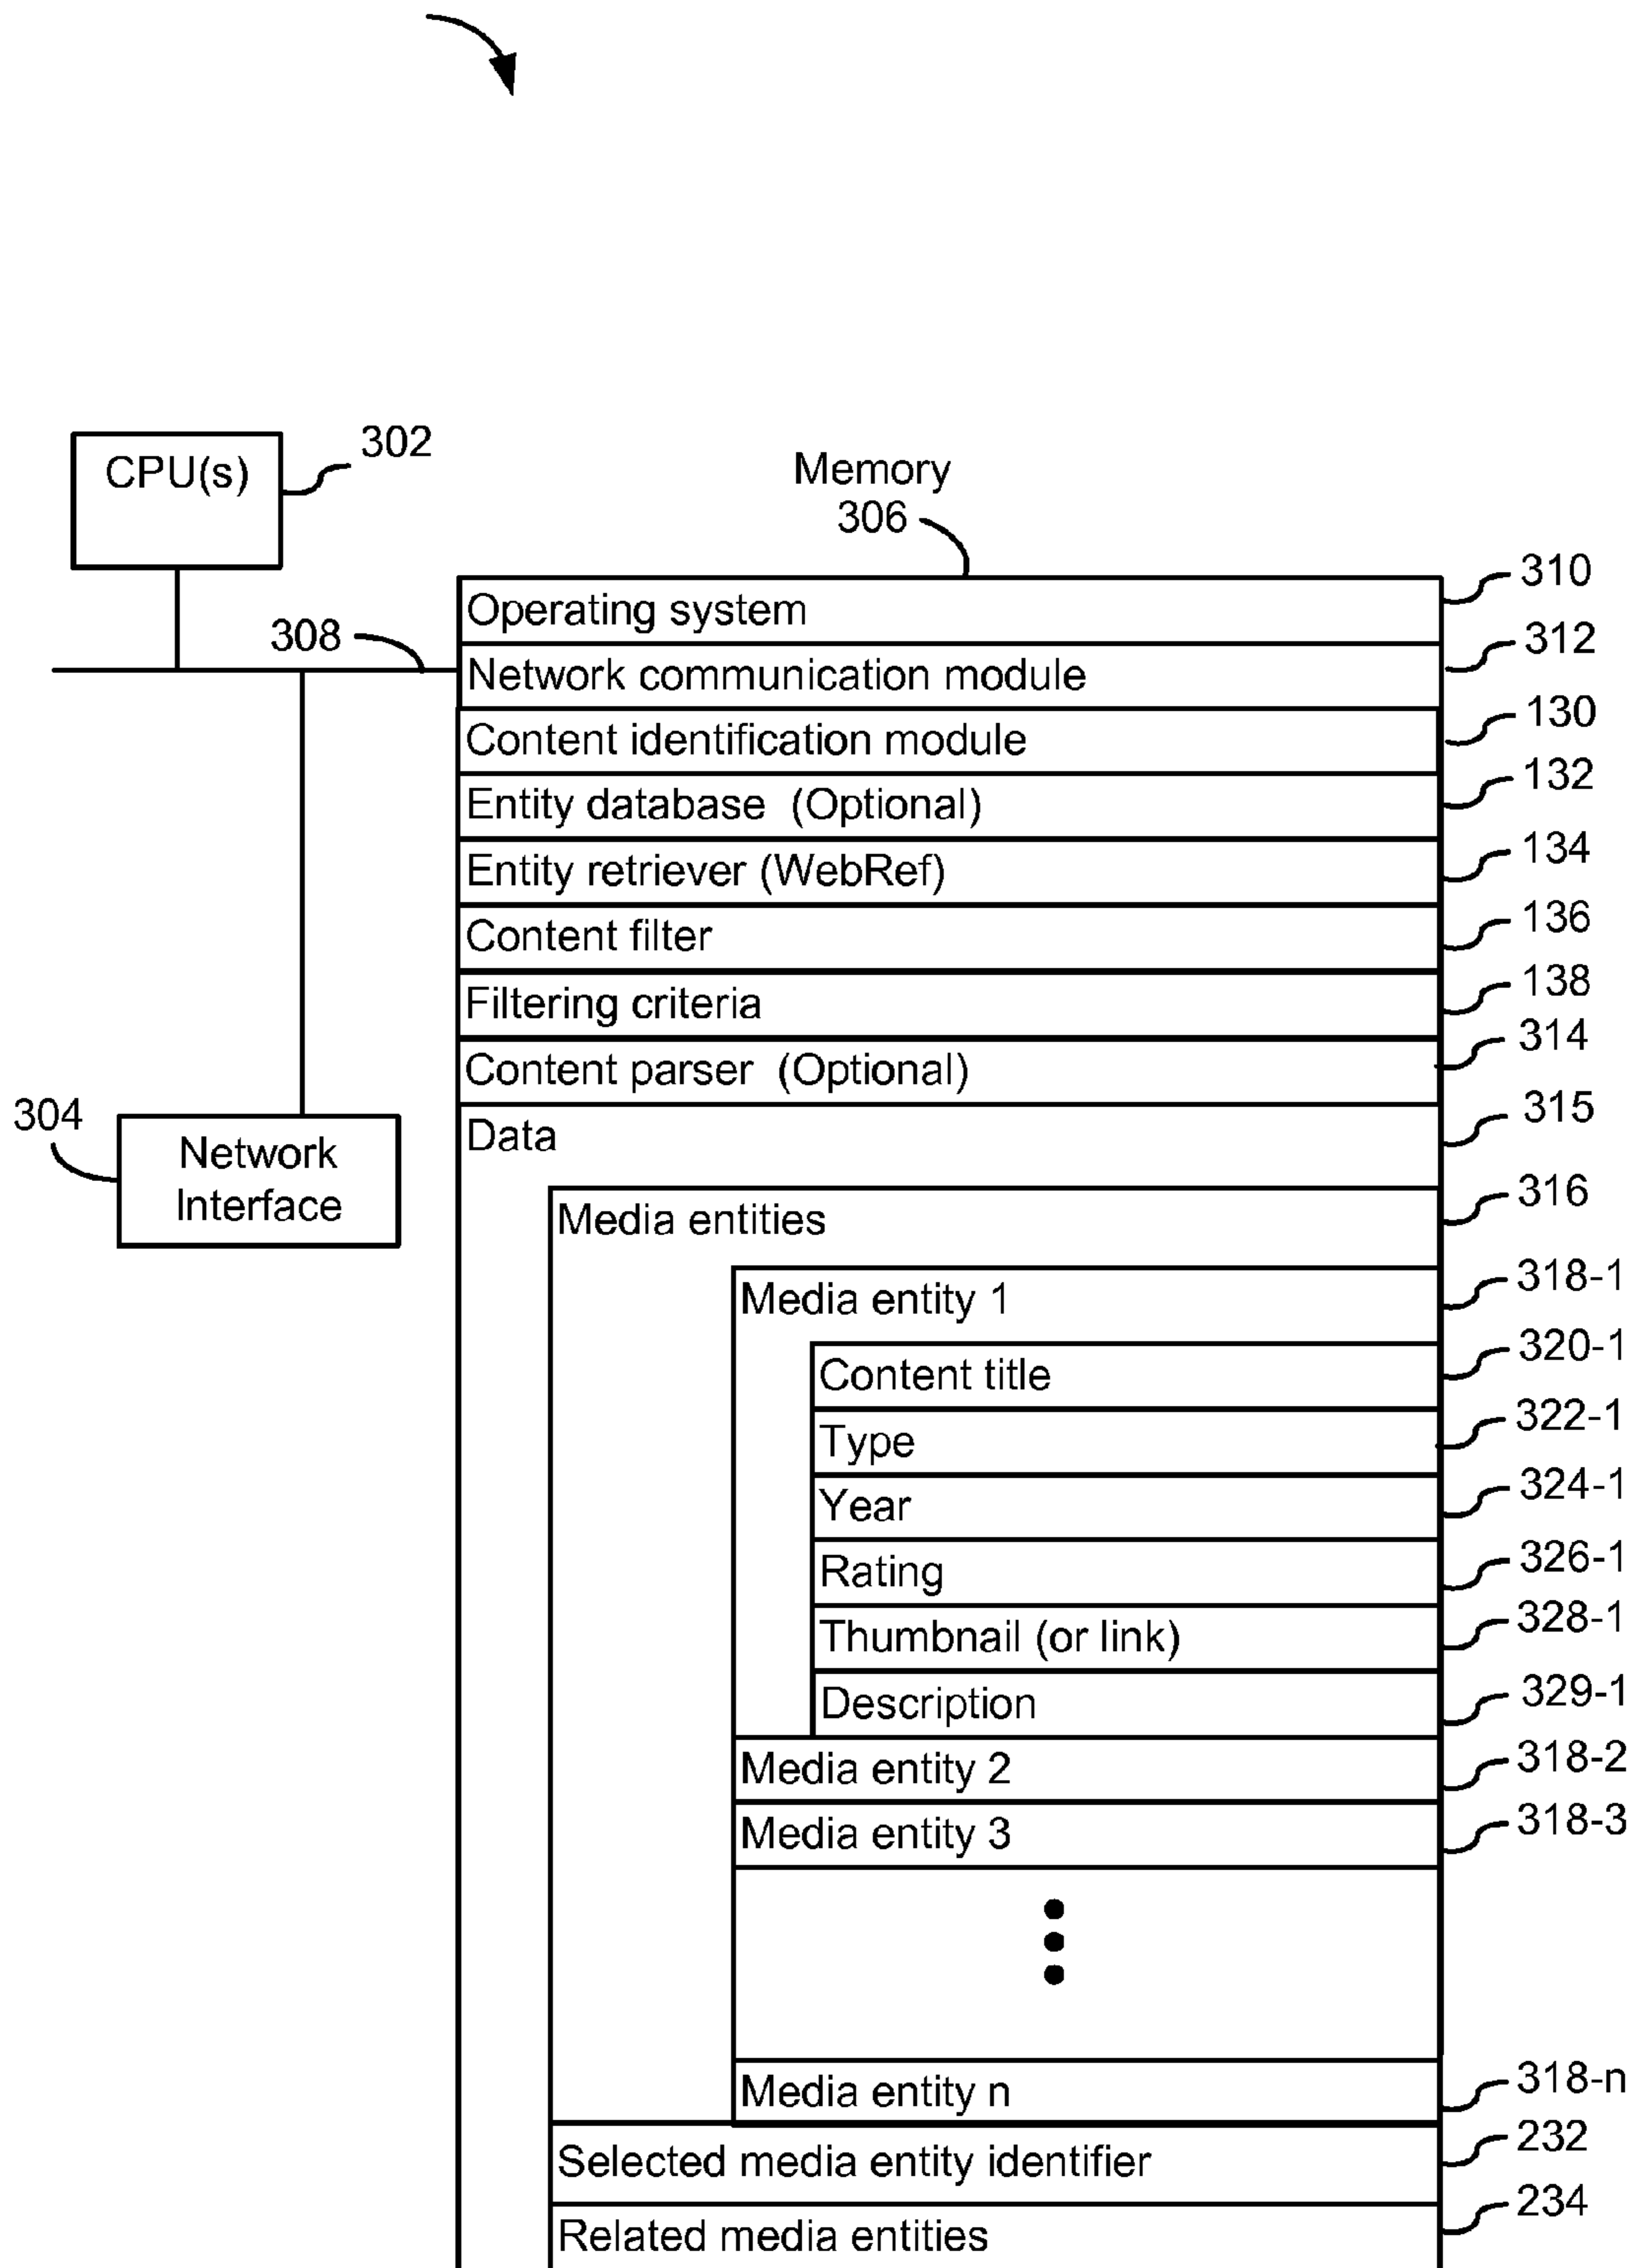 CPU(s)
302
Memory
306
308
Operating system
310
Network communication module
312
Content identification module
130
Entity database (Optional)
132
Entity retriever (WebRef)
134
Content filter
136
Filtering criteria
138
Content parser (Optional)
314
304
Network
Interface
Data
315
Media entities
316
Media entity 1
318-1
Content title
320-1
Type
322-1
Year
324-1
Rating
326-1
Thumbnail (or link)
328-1
Description
329-1
Media entity 2
318-2
Media entity 3
318-3
Media entity n
318-n
Selected media entity identifier
232
Related media entities
234